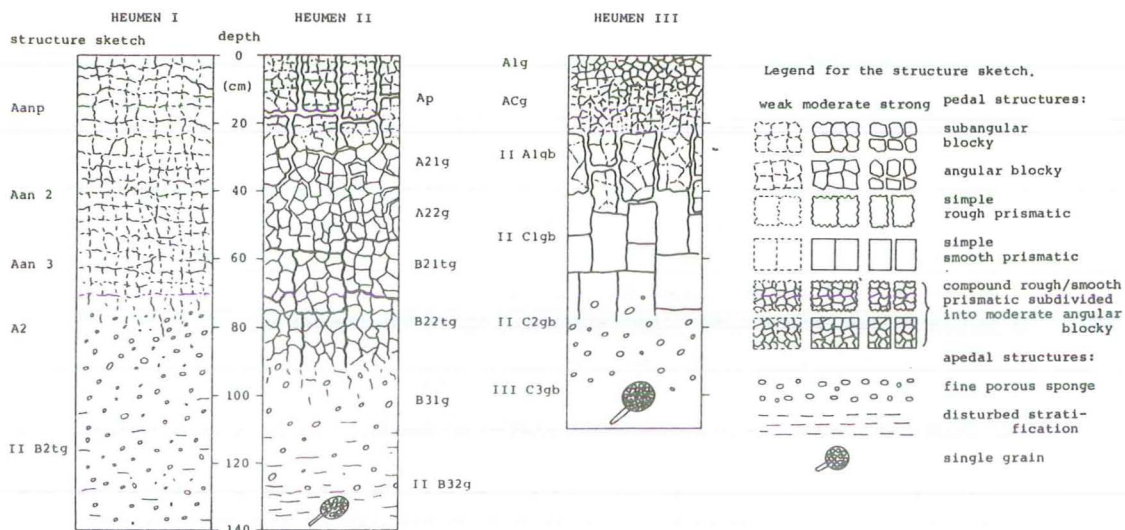 HEUMEN I
HEUMEN II
HEUMEN III
structure sketch
depth
0
(cm)
20
40
60
80
100
120
140
Aanp
Aan 2
Aan 3
A2
II B2tg
Ap
A21g
A22g
B21tg
B22tg
B31g
II B32g
A1g
ACg
II A1gb
II C1gb
II C2gb
III C3gb
Legend for the structure sketch.
weak moderate strong
pedal structures:
subangular
blocky
angular blocky
simple
rough prismatic
simple
smooth prismatic
compound rough/smooth
prismatic subdivided
into moderate angular
blocky
apedal structures:
fine porous sponge
disturbed strati-
fication
single grain